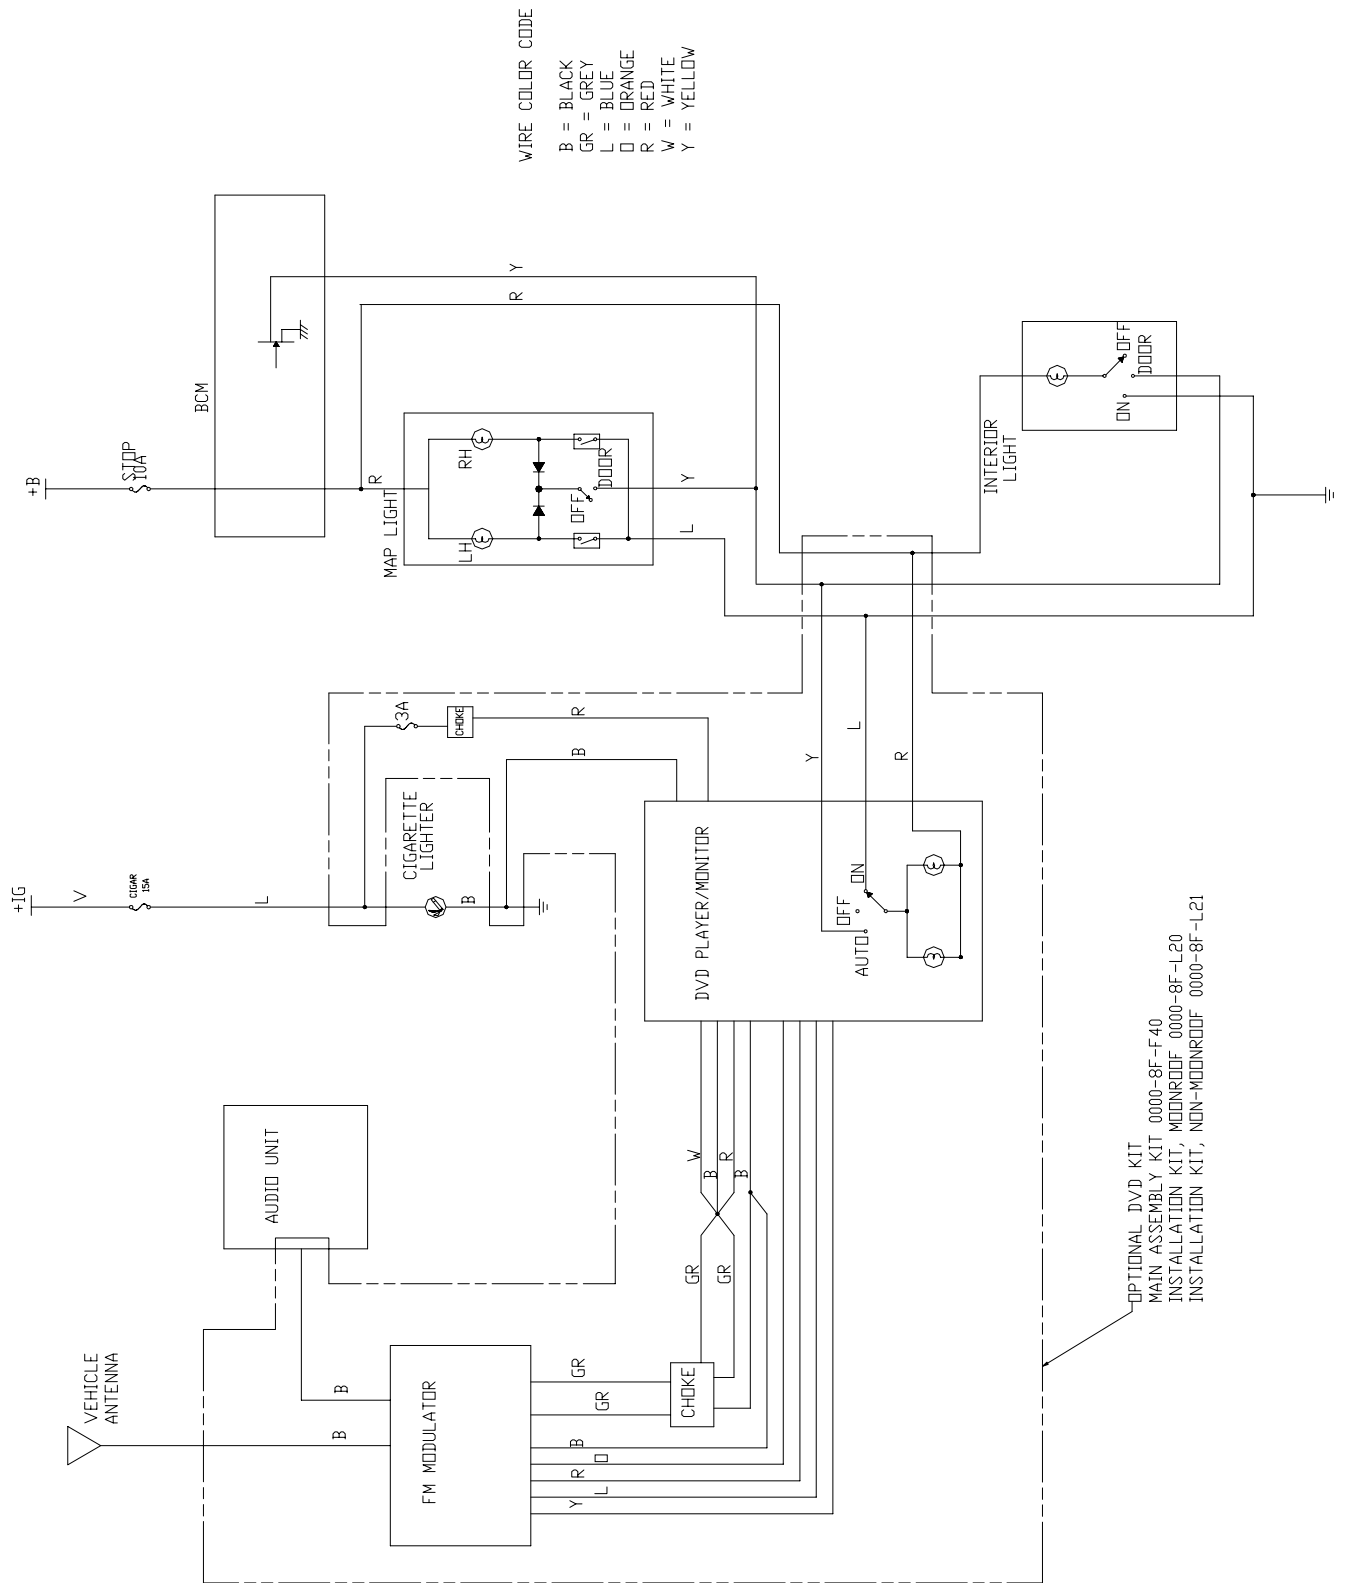 WIRE COLOR CODE
B = BLACK
GR = GREY
L = BLUE
O = ORANGE
R = RED
W = WHITE
Y = YELLOW
+B
STOP
10A
BCM
Y
R
R
MAP LIGHT
RH
LH
OFF
DOOR
Y
L
INTERIOR
LIGHT
ON
OFF
DOOR
+IG
V
CIGAR
15A
L
3A
CHOKE
R
CIGARETTE
LIGHTER
B
B
Y
L
R
DVD PLAYER/MONITOR
AUTO
OFF
ON
AUDIO UNIT
W
B
R
B
GR
GR
VEHICLE
ANTENNA
B
B
FM MODULATOR
GR
GR
CHOKE
B
O
R
L
Y
OPTIONAL DVD KIT
MAIN ASSEMBLY KIT 0000-8F-F40
INSTALLATION KIT, MOONROOF 0000-8F-L20
INSTALLATION KIT, NON-MOONROOF 0000-8F-L21